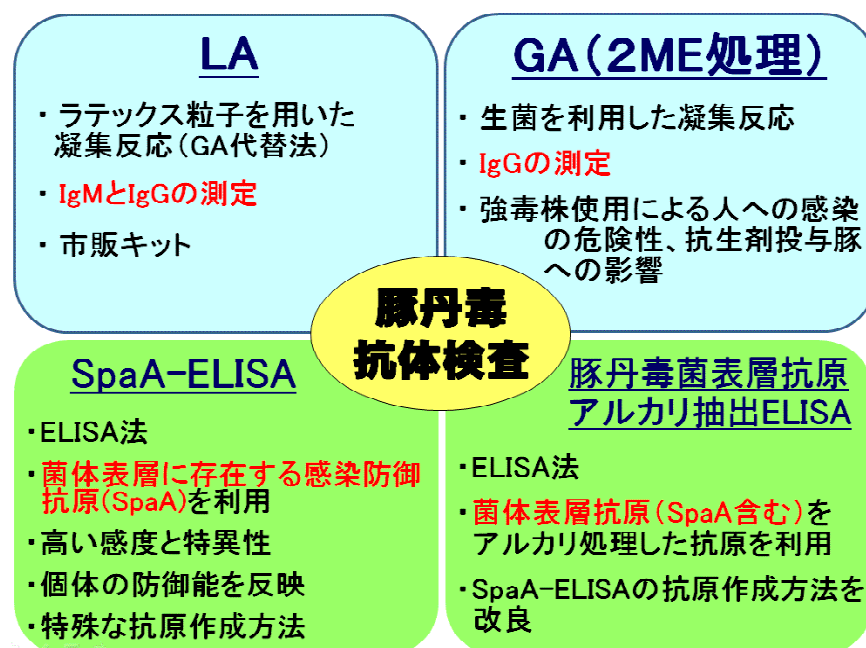 LA
・ラテックス粒子を用いた
凝集反応（GA代替法）
・IgMとIgGの測定
・市販キット
GA（2ME処理）
・生菌を利用した凝集反応
・IgGの測定
・強毒株使用による人への感染
の危険性、抗生剤投与豚
への影響
豚丹毒
抗体検査
SpaA-ELISA
・ELISA法
・菌体表層に存在する感染防御
抗原(SpaA)を利用
・高い感度と特異性
・個体の防御能を反映
・特殊な抗原作成方法
豚丹毒菌表層抗原
アルカリ抽出ELISA
・ELISA法
・菌体表層抗原（SpaA含む）を
アルカリ処理した抗原を利用
・SpaA-ELISAの抗原作成方法を
改良